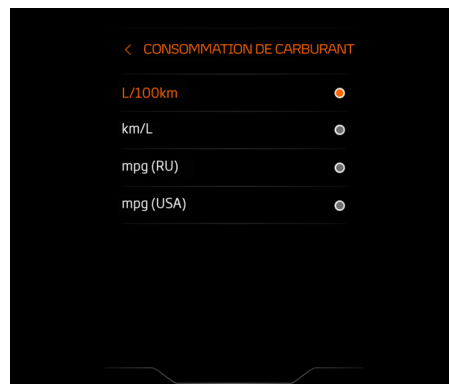 CONSOMMATION DE CARBURANT
L/100km
km/L
mpg (RU)
mpg (USA)